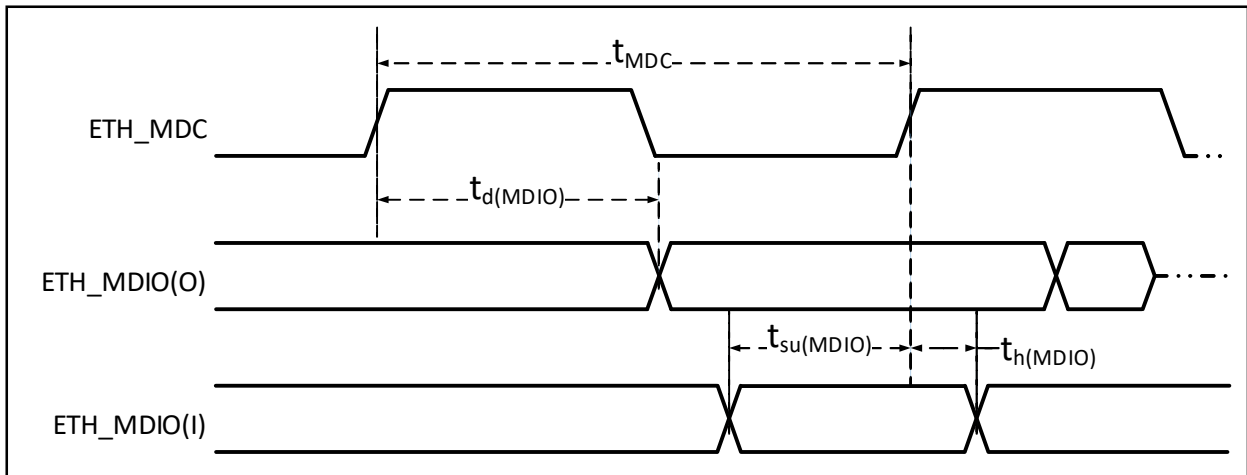 tMDC
ETH_MDC
td(MDIO)
ETH_MDIO(O)
tsu(MDIO)
th(MDIO)
ETH_MDIO(I)